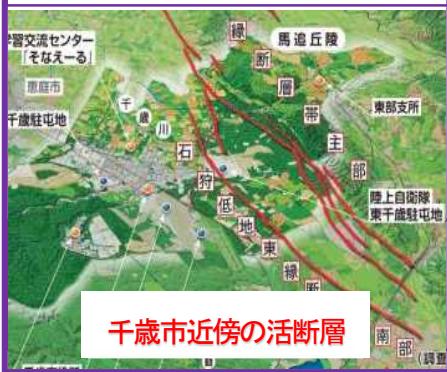 学習交流センター
「そなえーる」
恵庭市
千歳駐屯地
千歳川
馬追丘陵
東部支所
縁断層帯主部
陸上自衛隊
東千歳駐屯地
石狩低地東縁断
南部
(調査
千歳市近傍の活断層